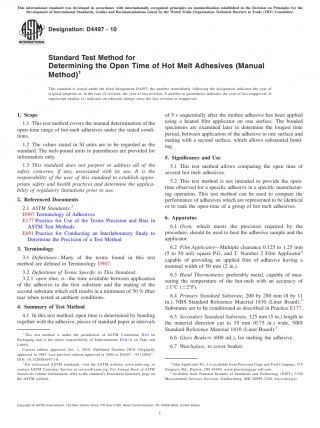 This international standard was developed in accordance with internationally recognized principles on standardization established in the Decision on Principles for the
Development of International Standards, Guides and Recommendations issued by the World Trade Organization Technical Barriers to Trade (TBT) Committee.
Designation: D4497 − 10
INTERNATIONAL
Standard Test Method for
Determining the Open Time of Hot Melt Adhesives (Manual
Method)1
This standard is issued under the fixed designation D4497; the number immediately following the designation indicates the year of
original adoption or, in the case of revision, the year of last revision. A number in parentheses indicates the year of last reapproval. A
superscript epsilon (ε) indicates an editorial change since the last revision or reapproval.
1. Scope
1.1 This test method covers the manual determination of the
open-time range of hot-melt adhesives under the stated condi-
tions.
1.2 The values stated in SI units are to be regarded as the
standard. The inch-pound units in parentheses are provided for
information only.
1.3 This standard does not purport to address all of the
safety concerns, if any, associated with its use. It is the
responsibility of the user of this standard to establish appro-
priate safety and health practices and determine the applica-
bility of regulatory limitations prior to use.
2. Referenced Documents
2.1 ASTM Standards:2
D907 Terminology of Adhesives
E177 Practice for Use of the Terms Precision and Bias in
ASTM Test Methods
E691 Practice for Conducting an Interlaboratory Study to
Determine the Precision of a Test Method
3. Terminology
3.1 Definitions—Many of the terms found in this test
method are defined in Terminology D907.
3.2 Definitions of Terms Specific to This Standard:
3.2.1 open time, n—the time available between application
of the adhesive to the first substrate and the mating of the
second substrate which still results in a minimum of 50 % fiber
tear when tested at ambient conditions.
4. Summary of Test Method
4.1 In this test method, open time is determined by bonding
together with the adhesive, pieces of standard paper at intervals
1 This test method is under the jurisdiction of ASTM Committee
Packaging and is the direct responsibility of Subcommittee on Tapes and
Labels.
Current edition approved Oct. 1, 2010. Published October 2010. Originally
approved in 1985. Last previous edition approved in 2004 as D4497 – 94 (2004)
DOI: 10.1520/D4497-10.
2 For referenced ASTM standards, visit the ASTM website, www.astm.org, or
contact ASTM Customer Service at service@astm.org. For Annual Book of ASTM
Standards volume information, refer to the standard's Document Summary page on
the ASTM website.
of 5 s sequentially after the molten adhesive has been applied
using a heated film applicator on one surface. The bonded
specimens are examined later to determine the longest time
period, between application of the adhesive to one surface and
mating with a second surface, which allows substantial bond-
ing.
5. Significance and Use
5.1 This test method allows comparing the open time of
several hot melt adhesives.
5.2 This test method is not intended to provide the open-
time observed for a specific adhesive in a specific manufactur-
ing operation. This test method can be used to compare the
performance of adhesives which are represented to be identical
or to rank the open-time of a group of hot melt adhesives.
6. Apparatus
6.1 Oven, which meets the precision required by the
procedure, should be used to heat the adhesive sample and the
applicator.
6.2 Film Applicator—Multiple clearance 0.125 to 1.25 mm
(5 to 50 mil) square P.G. and T. Number 2 Film Applicator3
capable of providing an applied film of adhesive having a
nominal width of 50 mm (2 in.).
6.3 Bead Thermometer: preferably metal, capable of mea-
suring the temperature of the hot-melt with an accuracy of
±1°C (±2°F).
6.4 Primary Standard Substrate, 200 by 280 mm (8 by 11
in.), NBS Standard Reference Material 1810 (Liner Board).4
Substrates are to be conditioned as described in Practice E171.
6.5 Secondary Standard Substrate, 125 mm (5 in.) length in
the material direction cut to 19 mm (0.75 in.) wide, NBS
Standard Reference Material 1810 (Liner Board).4
6.6 Glass Beakers (600 mL), for melting the adhesive.
6.7 Workplace, to cover beaker.
3 Film Applicator No. 2 is available from Precision Gage and Tool Company, 375
Gargrave Rd., Dayton, OH 45449, www.precisiongage.com.
4 Available from National Institute of Standards and Technology (NIST), 2322
Measurement Services Division, Gaithersburg, MD 20899-2300, www.nist.gov.
Copyright © ASTM International, 100 Barr Harbor Drive, PO Box C700, West Conshohocken, PA 19428-2959. United States
1